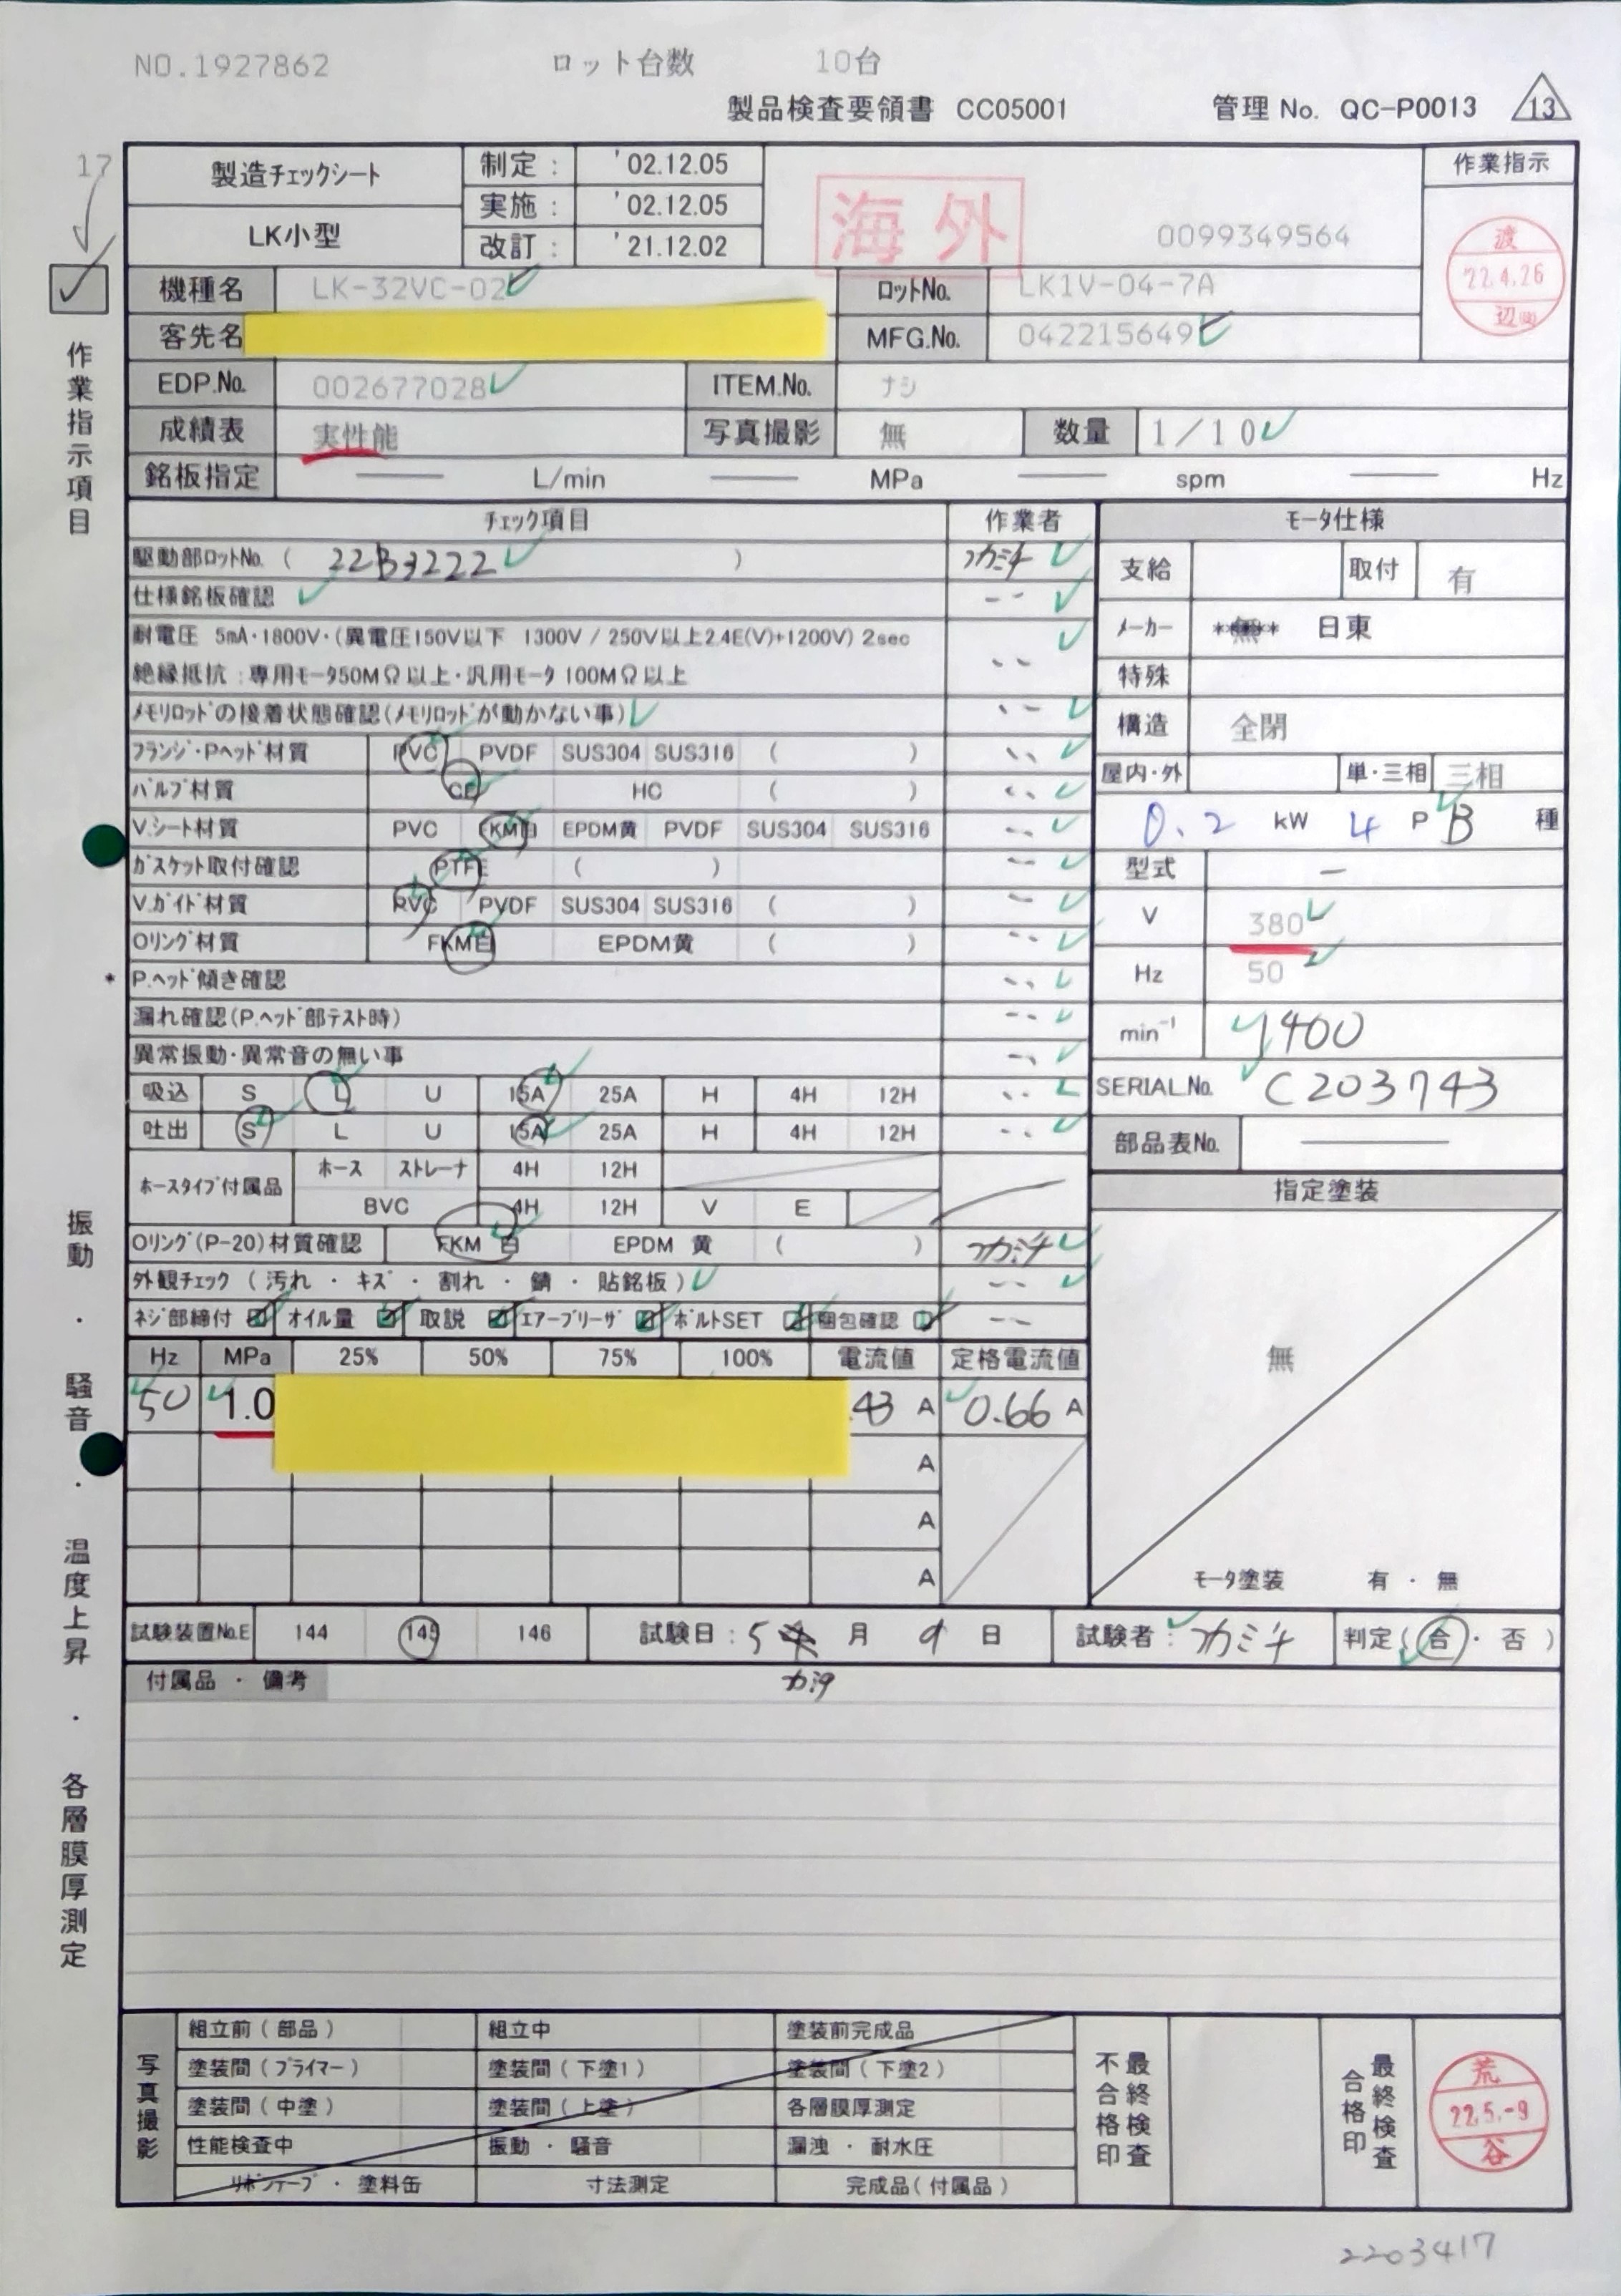 NO.1927862 ロット台数 10台
製品検査要領書 CC05001 管理 No. QC-P0013 13
17
製造チェックシート 制定： '02.12.05 作業指示
実施： '02.12.05
LK小型 改訂： '21.12.02 海外 0099349564
渡 22.4.26 辺
機種名 LK-32VC-02 ロットNo. LK1V-04-7A
客先名 MFG.No. 042215649
EDP.No. 002677028 ITEM.No. ナシ
成績表 実性能 写真撮影 無 数量 1/10
銘板指定 L/min MPa spm Hz
作業指示項目
チェック項目 作業者 モータ仕様
駆動部ロットNo. ( 22B3222 ) カミチ 支給 取付 有
仕様銘板確認
耐電圧 5mA･1800V･(異電圧150V以下 1300V / 250V以上2.4E(V)+1200V) 2sec メーカー 日東
絶縁抵抗：専用モータ50MΩ以上･汎用モータ100MΩ以上 特殊
メモリロッドの接着状態確認(メモリロッドが動かない事) 構造 全閉
フランジ･Pヘッド材質 PVC PVDF SUS304 SUS316 ( ) 屋内･外 単･三相 三相
バルブ材質 CE HC ( )
V.シート材質 PVC FKM白 EPDM黄 PVDF SUS304 SUS316 0.2 kW 4 P B 種
ガスケット取付確認 PTFE ( ) 型式 ―
V.ガイド材質 PVC PVDF SUS304 SUS316 ( ) V 380
Oリング材質 FKM白 EPDM黄 ( ) Hz 50
* P.ヘッド傾き確認
漏れ確認(P.ヘッド部テスト時) min⁻¹ 1400
異常振動･異常音の無い事
吸込 S L U 15A 25A H 4H 12H SERIAL.No. C203743
吐出 S L U 15A 25A H 4H 12H 部品表No.
ホースタイプ付属品 ホース ストレーナ 4H 12H
BVC 4H 12H V E 指定塗装
Oリング(P-20)材質確認 FKM 白 EPDM 黄 ( ) カミチ
外観チェック ( 汚れ ・ キズ ・ 割れ ・ 錆 ・ 貼銘板 )
ネジ部締付 オイル量 取説 エアーブリーザ ボルトSET 梱包確認
Hz MPa 25% 50% 75% 100% 電流値 定格電流値 無
50 1.0 .43 A 0.66 A
A
A
A モータ塗装 有 ・ 無
振動 ・ 騒音 ・ 温度上昇 ・ 各層膜厚測定
試験装置No.E 144 145 146 試験日： 5 月 9 日 試験者： カミチ 判定 ( 合 ・ 否 )
付属品 ・ 備考
写真撮影 組立前 ( 部品 ) 組立中 塗装前完成品 不合格印 最終検査 合格印 最終検査
塗装間 ( プライマー ) 塗装間 ( 下塗1 ) 塗装間 ( 下塗2 )
塗装間 ( 中塗 ) 塗装間 ( 上塗 ) 各層膜厚測定
性能検査中 振動 ・ 騒音 漏洩 ・ 耐水圧
リボンテープ ・ 塗料缶 寸法測定 完成品 ( 付属品 )
荒 22.5.-9 谷
2203417